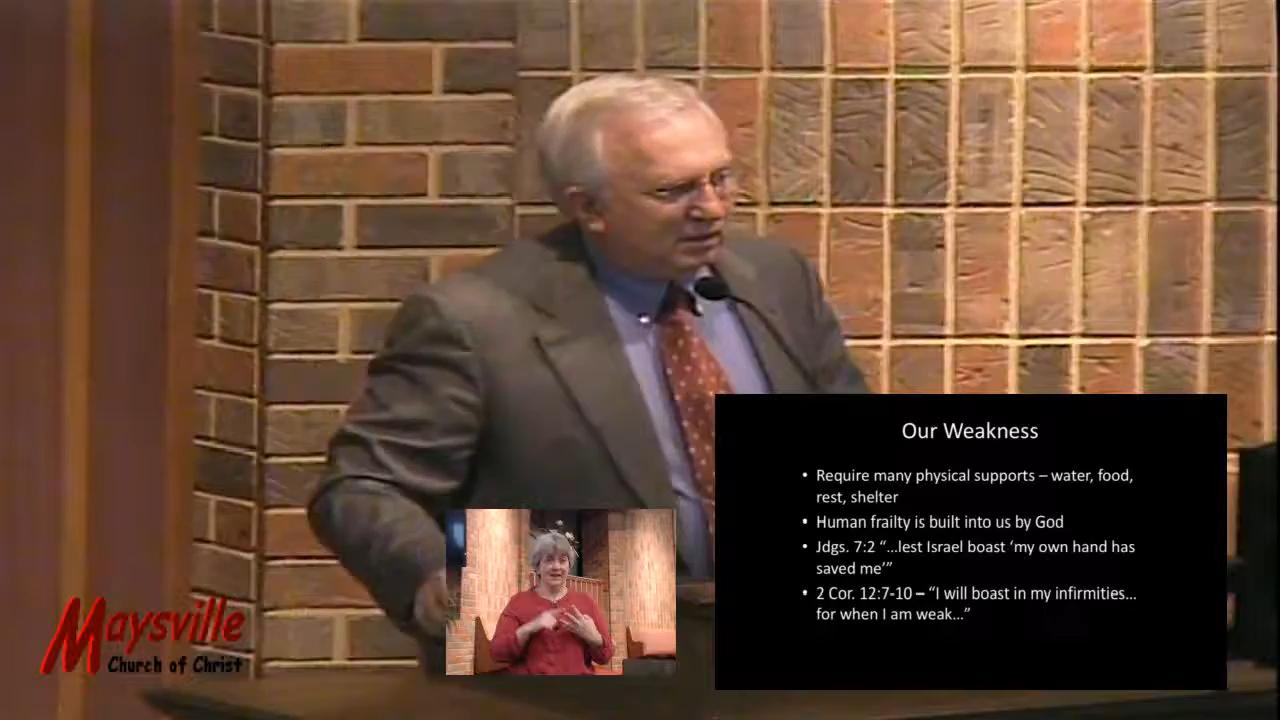 Our Weakness
• Require many physical supports – water, food,
rest, shelter
• Human frailty is built into us by God
• Jdgs. 7:2 “…lest Israel boast ‘my own hand has
saved me’”
• 2 Cor. 12:7-10 – “I will boast in my infirmities…
for when I am weak…”
Maysville
Church of Christ